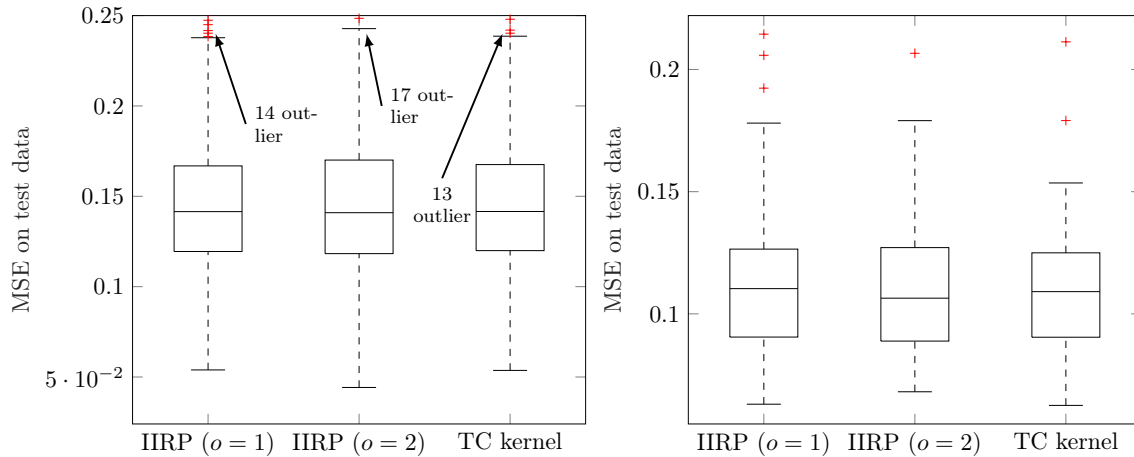 0.25
0.2
0.15
0.1
5 · 10⁻²
MSE on test data
14 out-
lier
17 out-
lier
13
outlier
IIRP (o = 1)
IIRP (o = 2)
TC kernel
0.2
0.15
0.1
MSE on test data
IIRP (o = 1)
IIRP (o = 2)
TC kernel